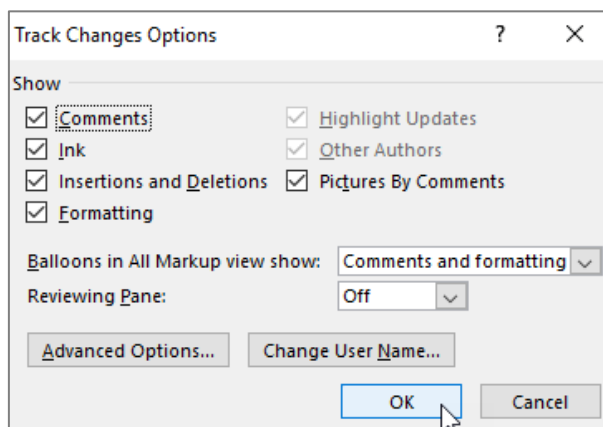 Track Changes Options ?
Show
Comments Highlight Updates
Ink Other Authors
Insertions and Deletions Pictures By Comments
Formatting
Balloons in All Markup view show: Comments and formatting
Reviewing Pane: Off
Advanced Options... Change User Name...
OK Cancel